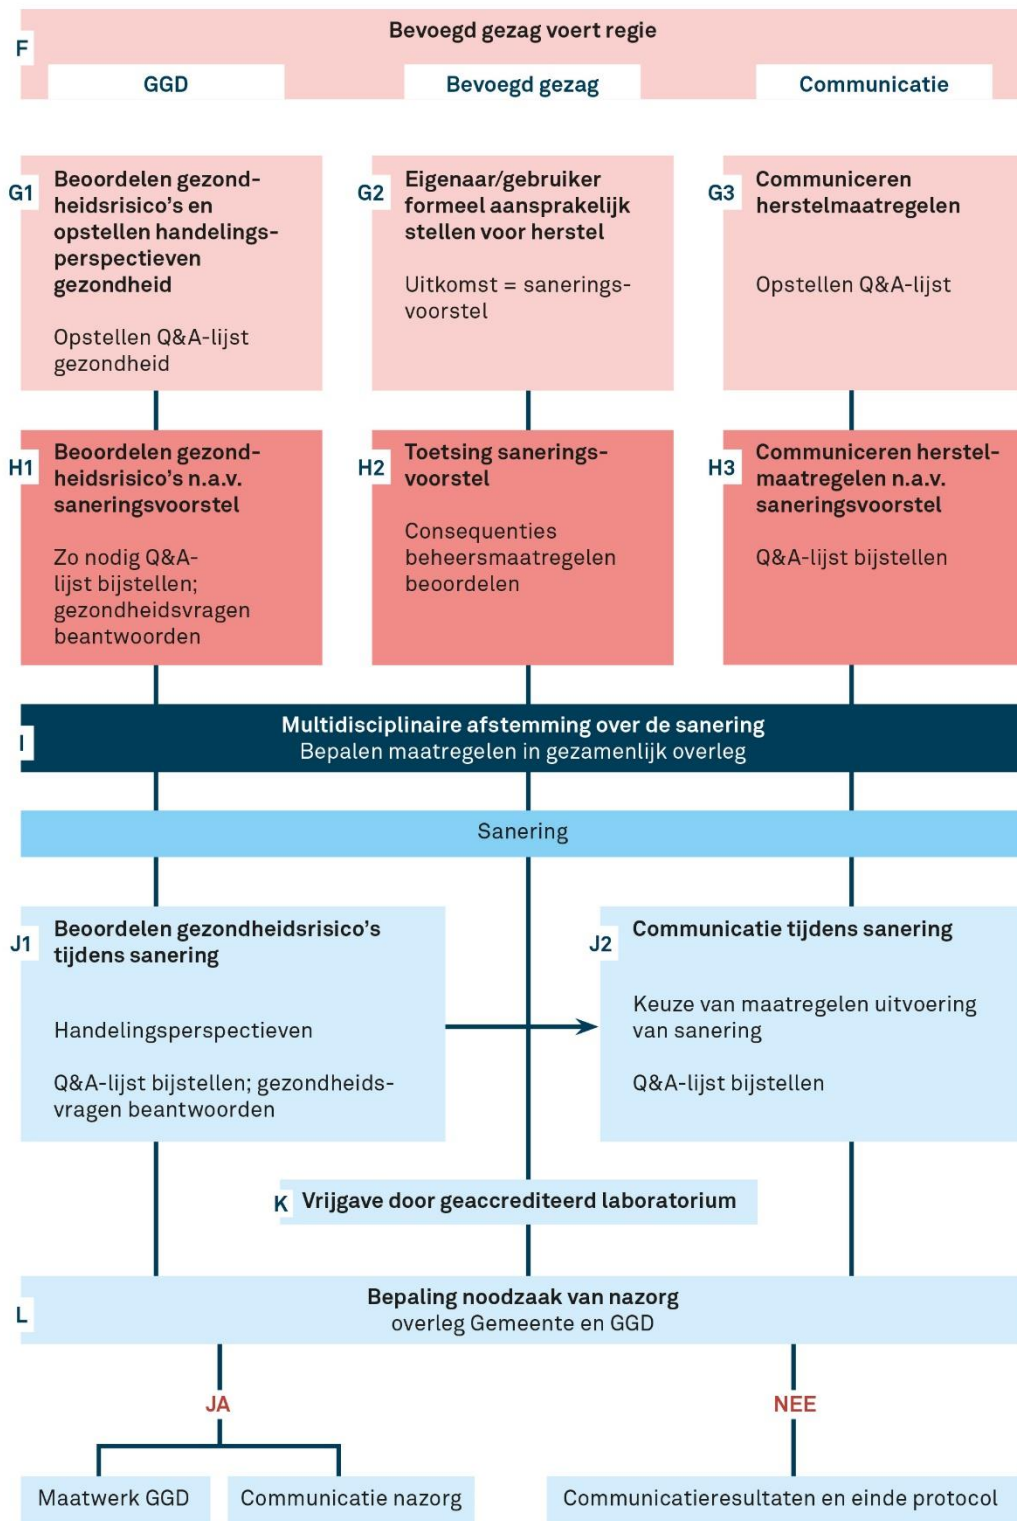 F
Bevoegd gezag voert regie
GGD
Bevoegd gezag
Communicatie
G1
Beoordelen gezond-
heidsrisico's en
opstellen handelings-
perspectieven
gezondheid
Opstellen Q&A-lijst
gezondheid
G2
Eigenaar/gebruiker
formeel aansprakelijk
stellen voor herstel
Uitkomst = sanerings-
voorstel
G3
Communiceren
herstelmaatregelen
Opstellen Q&A-lijst
H1
Beoordelen gezond-
heidsrisico's n.a.v.
saneringsvoorstel
Zo nodig Q&A-
lijst bijstellen;
gezondheidsvragen
beantwoorden
H2
Toetsing sanerings-
voorstel
Consequenties
beheersmaatregelen
beoordelen
H3
Communiceren herstel-
maatregelen n.a.v.
saneringsvoorstel
Q&A-lijst bijstellen
I
Multidisciplinaire afstemming over de sanering
Bepalen maatregelen in gezamenlijk overleg
Sanering
J1
Beoordelen gezondheidsrisico's
tijdens sanering
Handelingsperspectieven
Q&A-lijst bijstellen; gezondheids-
vragen beantwoorden
J2
Communicatie tijdens sanering
Keuze van maatregelen uitvoering
van sanering
Q&A-lijst bijstellen
K
Vrijgave door geaccrediteerd laboratorium
L
Bepaling noodzaak van nazorg
overleg Gemeente en GGD
JA
NEE
Maatwerk GGD
Communicatie nazorg
Communicatieresultaten en einde protocol